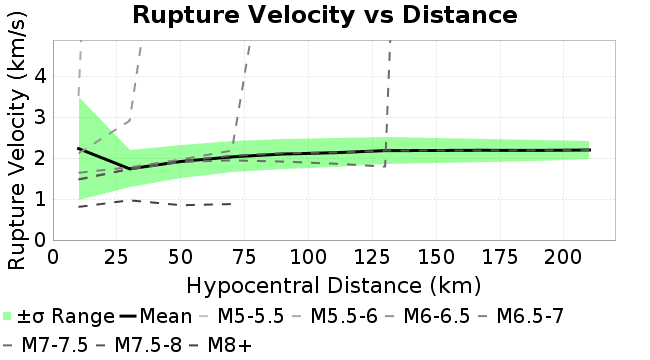 Rupture Velocity vs Distance
Rupture Velocity (km/s)
4
3
2
1
0
0 25 50 75 100 125 150 175 200
Hypocentral Distance (km)
±σ Range Mean M5-5.5 M5.5-6 M6-6.5 M6.5-7
M7-7.5 M7.5-8 M8+